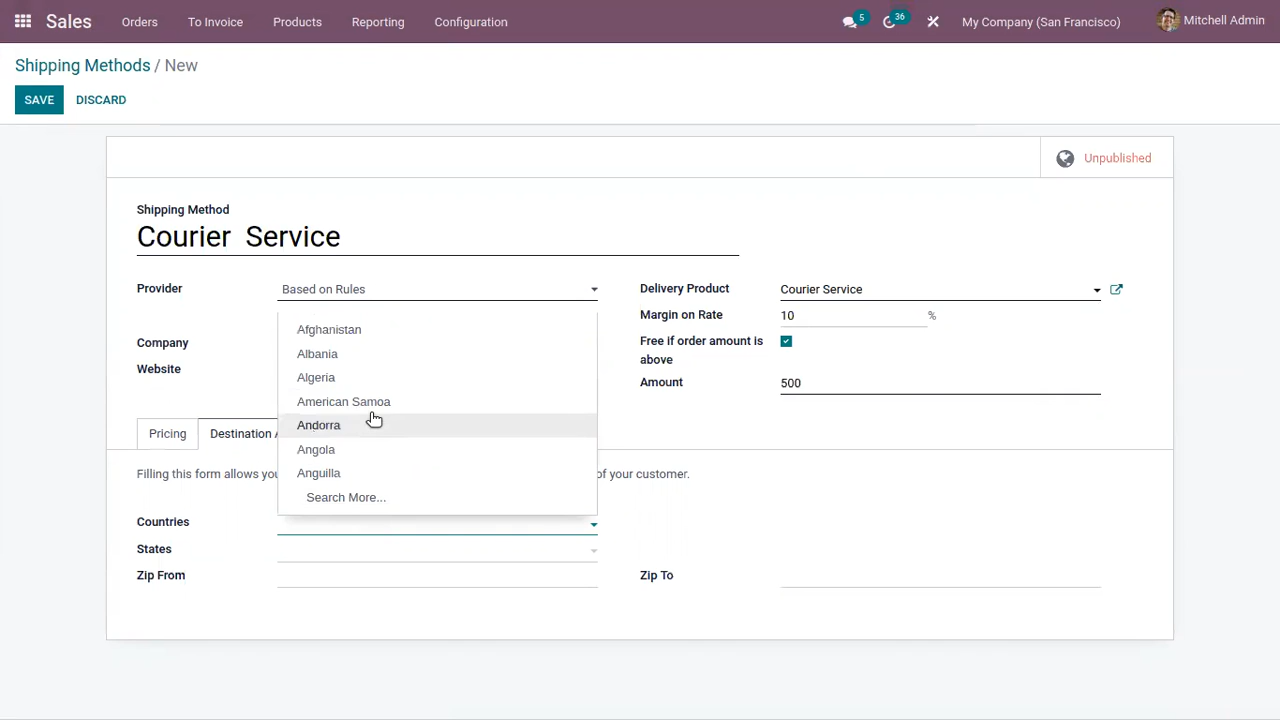 Sales Orders To Invoice Products Reporting Configuration 5 36 My Company (San Francisco) Mitchell Admin
Shipping Methods / New
SAVE DISCARD
Unpublished
Shipping Method
Courier Service
Provider Based on Rules
Delivery Product Courier Service
Margin on Rate 10 %
Company
Website
Free if order amount is
above
Amount 500
Afghanistan
Albania
Algeria
American Samoa
Andorra
Angola
Anguilla
Search More...
Pricing Destination
Filling this form allows of your customer.
Countries
States
Zip From Zip To